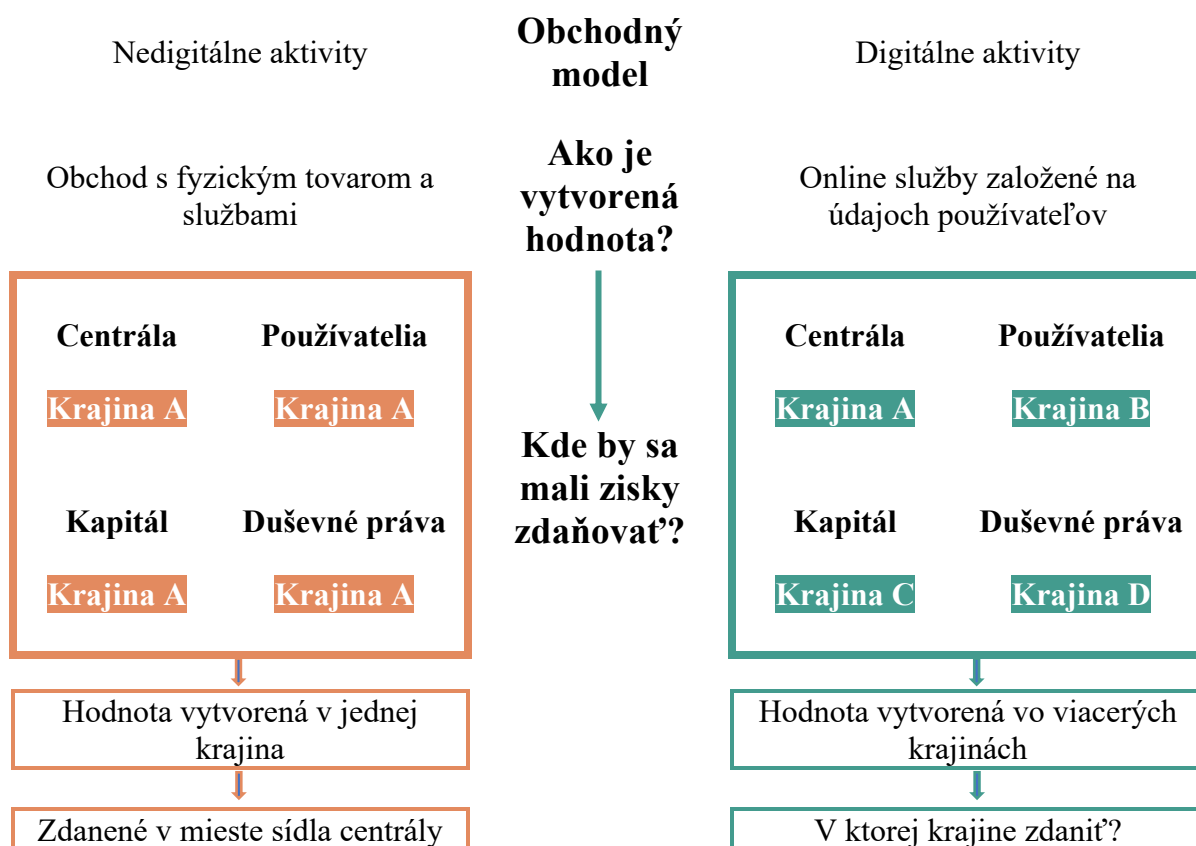 Nedigitálne aktivity
Obchodný
model
Digitálne aktivity
Obchod s fyzickým tovarom a
službami
Ako je
vytvorená
hodnota?
Online služby založené na
údajoch používateľov
Centrála
Používatelia
Krajina A
Krajina A
Kapitál
Duševné práva
Krajina A
Krajina A
Kde by sa
mali zisky
zdaňovať?
Centrála
Používatelia
Krajina A
Krajina B
Kapitál
Duševné práva
Krajina C
Krajina D
Hodnota vytvorená v jednej
krajina
Hodnota vytvorená vo viacerých
krajinách
Zdanené v mieste sídla centrály
V ktorej krajine zdaniť?